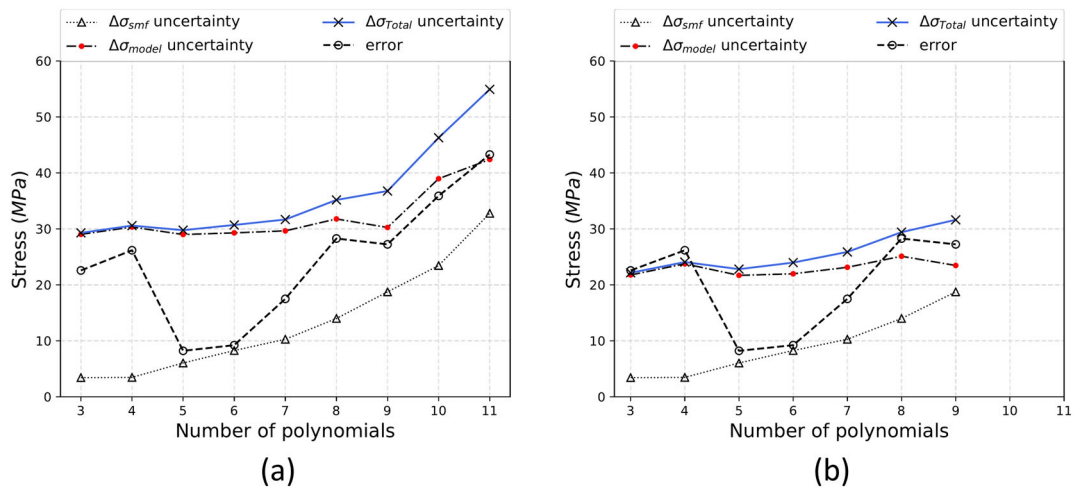 Δσsmf uncertainty
Δσmodel uncertainty
ΔσTotal uncertainty
error
60
50
40
30
20
10
0
Stress (MPa)
3 4 5 6 7 8 9 10 11
Number of polynomials
(a)
Δσsmf uncertainty
Δσmodel uncertainty
ΔσTotal uncertainty
error
60
50
40
30
20
10
0
Stress (MPa)
3 4 5 6 7 8 9 10 11
Number of polynomials
(b)